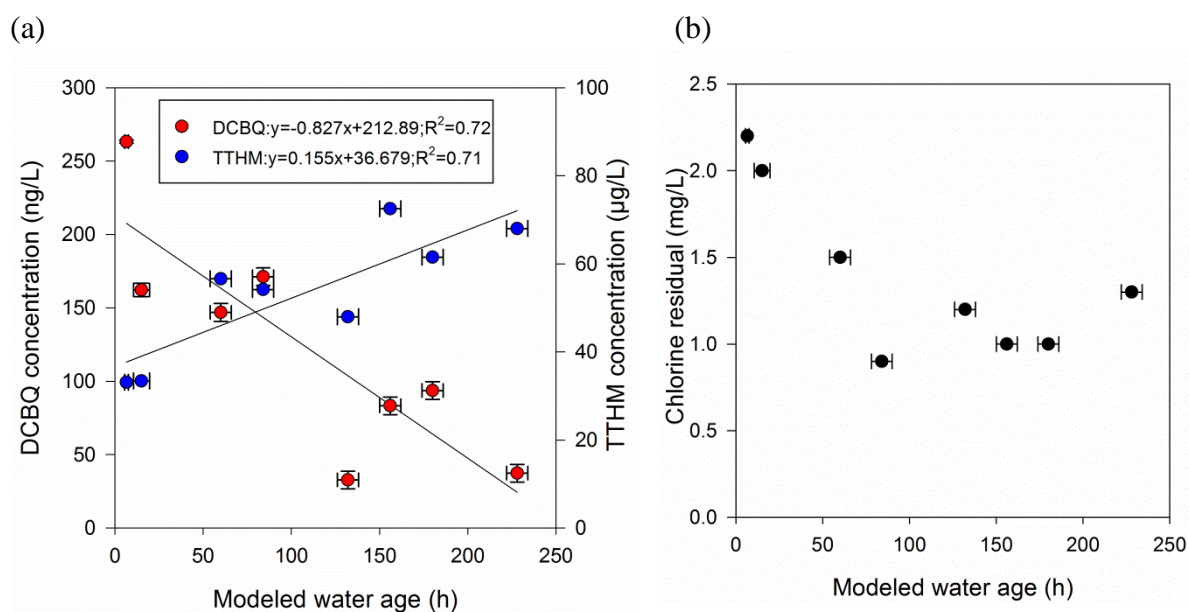 (a)
DCBQ concentration (ng/L)
300
250
200
150
100
50
0
DCBQ:y=-0.827x+212.89;R²=0.72
TTHM:y=0.155x+36.679;R²=0.71
100
80
60
40
20
0
TTHM concentration (µg/L)
0 50 100 150 200 250
Modeled water age (h)
(b)
Chlorine residual (mg/L)
2.5
2.0
1.5
1.0
0.5
0.0
0 50 100 150 200 250
Modeled water age (h)